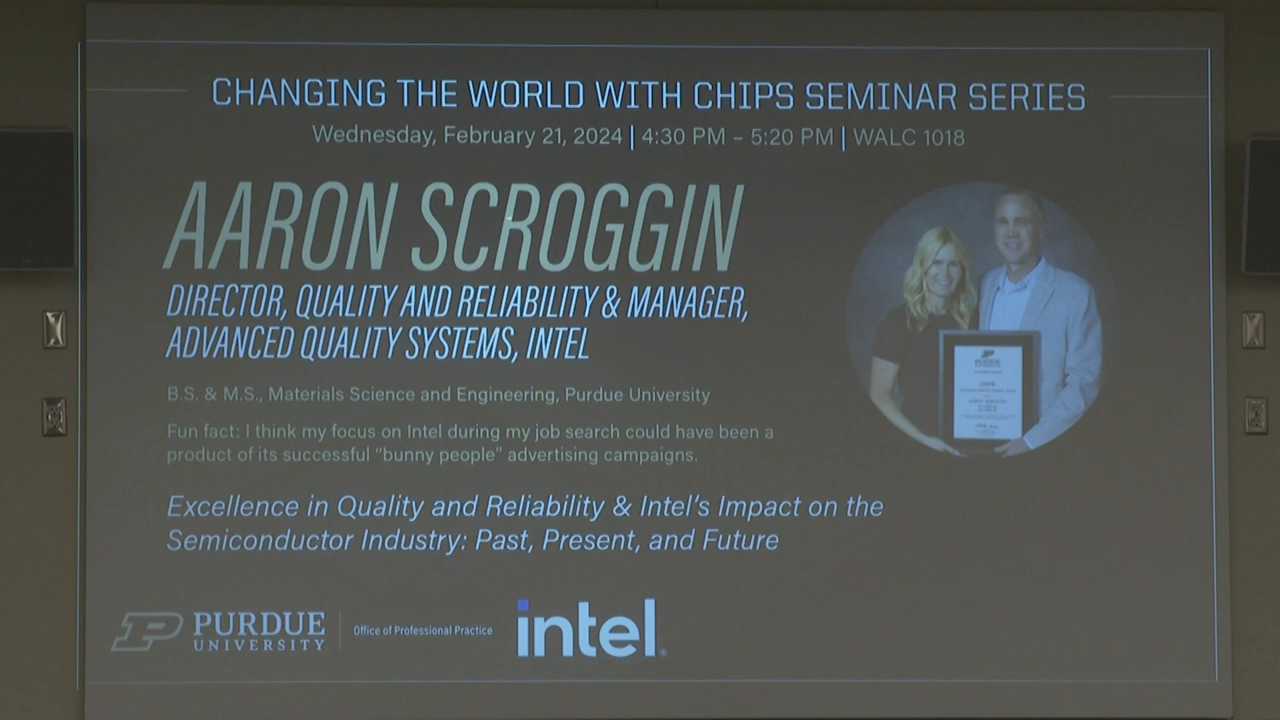 CHANGING THE WORLD WITH CHIPS SEMINAR SERIES
Wednesday, February 21, 2024 | 4:30 PM – 5:20 PM | WALC 1018
AARON SCROGGIN
DIRECTOR, QUALITY AND RELIABILITY & MANAGER,
ADVANCED QUALITY SYSTEMS, INTEL
B.S. & M.S., Materials Science and Engineering, Purdue University
Fun fact: I think my focus on Intel during my job search could have been a
product of its successful “bunny people” advertising campaigns.
Excellence in Quality and Reliability & Intel’s Impact on the
Semiconductor Industry: Past, Present, and Future
PURDUE
UNIVERSITY
Office of Professional Practice
intel®
PURDUE